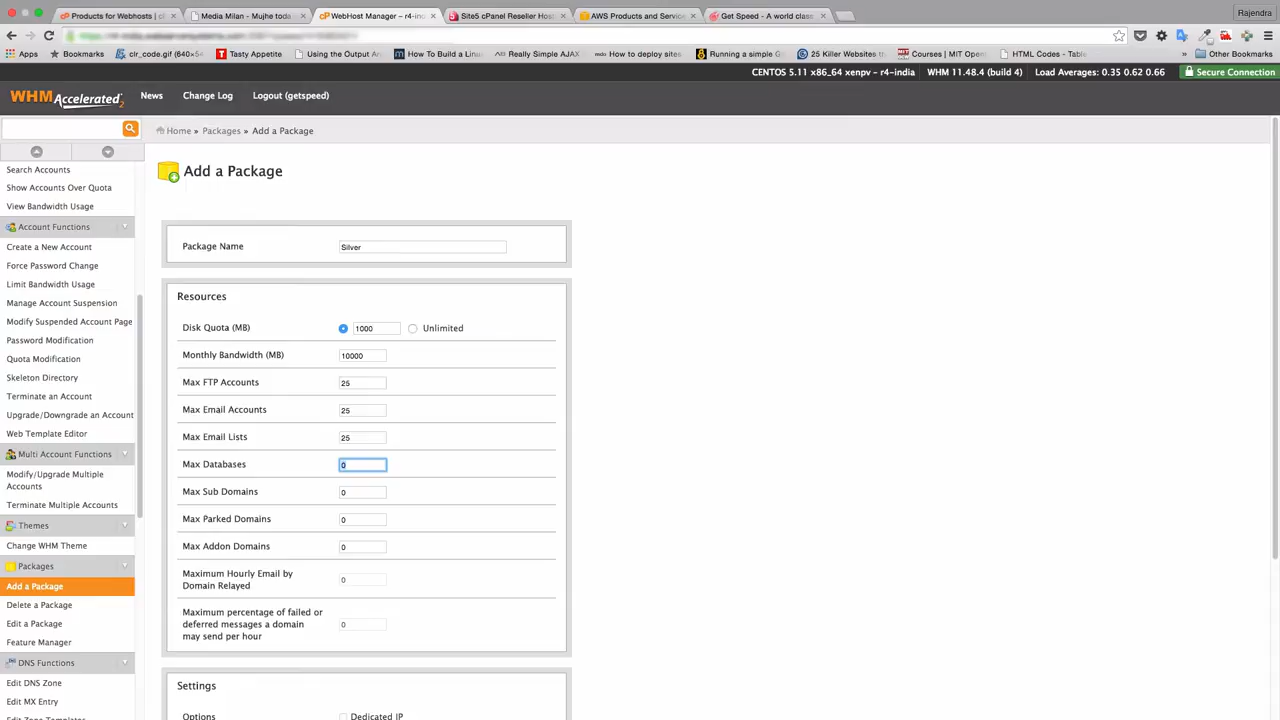 Products for Webhosts | c
Media Milan - Mujhe toda
WebHost Manager – r4-in
Site5 cPanel Reseller Hos
AWS Products and Service
Get Speed - A world class
Rajendra
Apps
Bookmarks
clr_code.gif (640×54
Tasty Appetite
Using the Output Ar
How To Build a Linu
Really Simple AJAX
How to deploy sites
Running a simple G
25 Killer Websites th
Courses | MIT Open
HTML Codes - Table
»
Other Bookmarks
CENTOS 5.11 x86_64 xenpv - r4-india
WHM 11.48.4 (build 4)
Load Averages: 0.35 0.62 0.66
Secure Connection
WHM Accelerated2
News
Change Log
Logout (getspeed)
Home » Packages » Add a Package
Search Accounts
Show Accounts Over Quota
View Bandwidth Usage
Account Functions
Create a New Account
Force Password Change
Limit Bandwidth Usage
Manage Account Suspension
Modify Suspended Account Page
Password Modification
Quota Modification
Skeleton Directory
Terminate an Account
Upgrade/Downgrade an Account
Web Template Editor
Multi Account Functions
Modify/Upgrade Multiple
Accounts
Terminate Multiple Accounts
Themes
Change WHM Theme
Packages
Add a Package
Delete a Package
Edit a Package
Feature Manager
DNS Functions
Edit DNS Zone
Edit MX Entry
Edit Zone Templates
Add a Package
Package Name Silver
Resources
Disk Quota (MB) 1000 Unlimited
Monthly Bandwidth (MB) 10000
Max FTP Accounts 25
Max Email Accounts 25
Max Email Lists 25
Max Databases 0
Max Sub Domains 0
Max Parked Domains 0
Max Addon Domains 0
Maximum Hourly Email by
Domain Relayed 0
Maximum percentage of failed or
deferred messages a domain 0
may send per hour
Settings
Options Dedicated IP